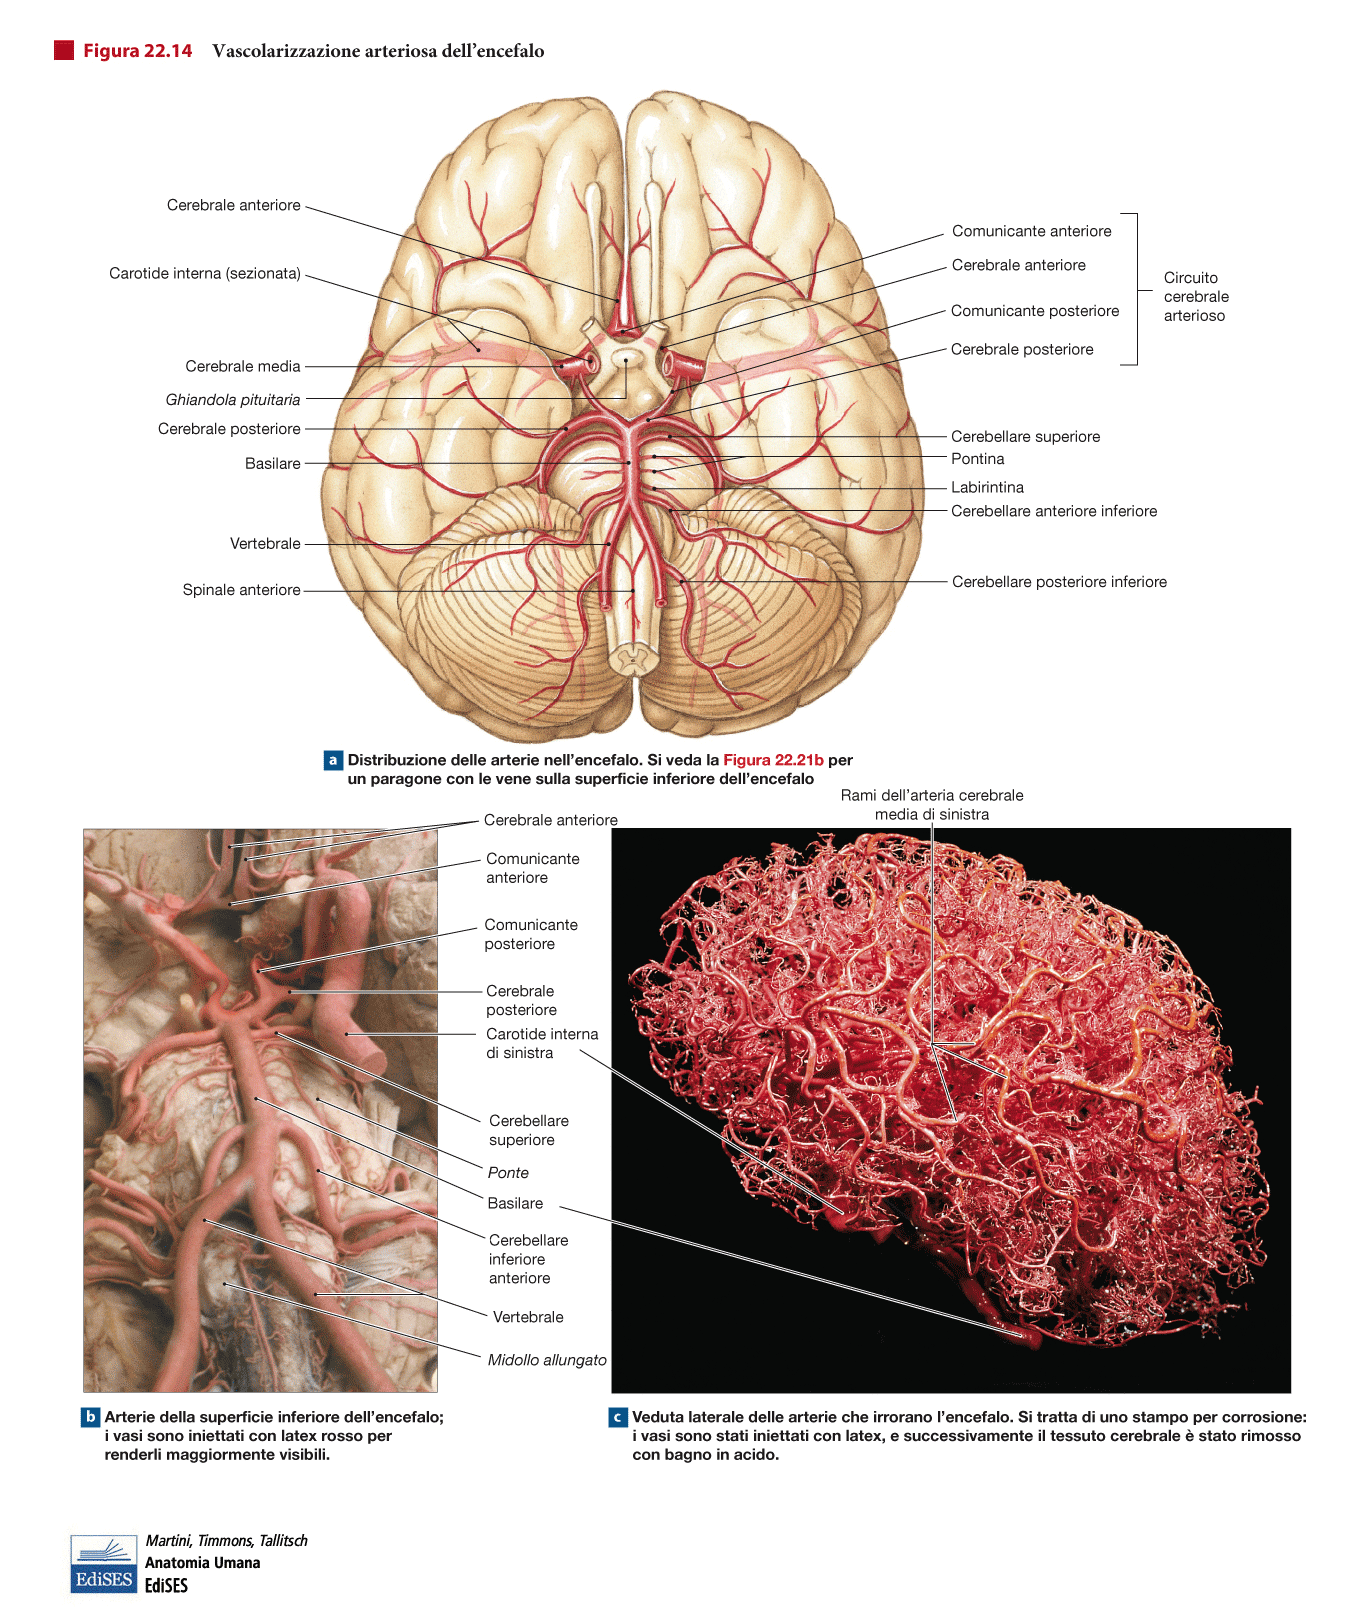 Figura 22.14 Vascolarizzazione arteriosa dell'encefalo
Cerebrale anteriore
Carotide interna (sezionata)
Cerebrale media
Ghiandola pituitaria
Cerebrale posteriore
Basilare
Vertebrale
Spinale anteriore
Comunicante anteriore
Cerebrale anteriore
Comunicante posteriore
Cerebrale posteriore
Circuito
cerebrale
arterioso
Cerebellare superiore
Pontina
Labirintina
Cerebellare anteriore inferiore
Cerebellare posteriore inferiore
a Distribuzione delle arterie nell'encefalo. Si veda la Figura 22.21b per
un paragone con le vene sulla superficie inferiore dell'encefalo
Rami dell'arteria cerebrale
media di sinistra
Cerebrale anteriore
Comunicante
anteriore
Comunicante
posteriore
Cerebrale
posteriore
Carotide interna
di sinistra
Cerebellare
superiore
Ponte
Basilare
Cerebellare
inferiore
anteriore
Vertebrale
Midollo allungato
b Arterie della superficie inferiore dell'encefalo;
i vasi sono iniettati con latex rosso per
renderli maggiormente visibili.
c Veduta laterale delle arterie che irrorano l'encefalo. Si tratta di uno stampo per corrosione:
i vasi sono stati iniettati con latex, e successivamente il tessuto cerebrale è stato rimosso
con bagno in acido.
EdiSES
Martini, Timmons, Tallitsch
Anatomia Umana
EdiSES